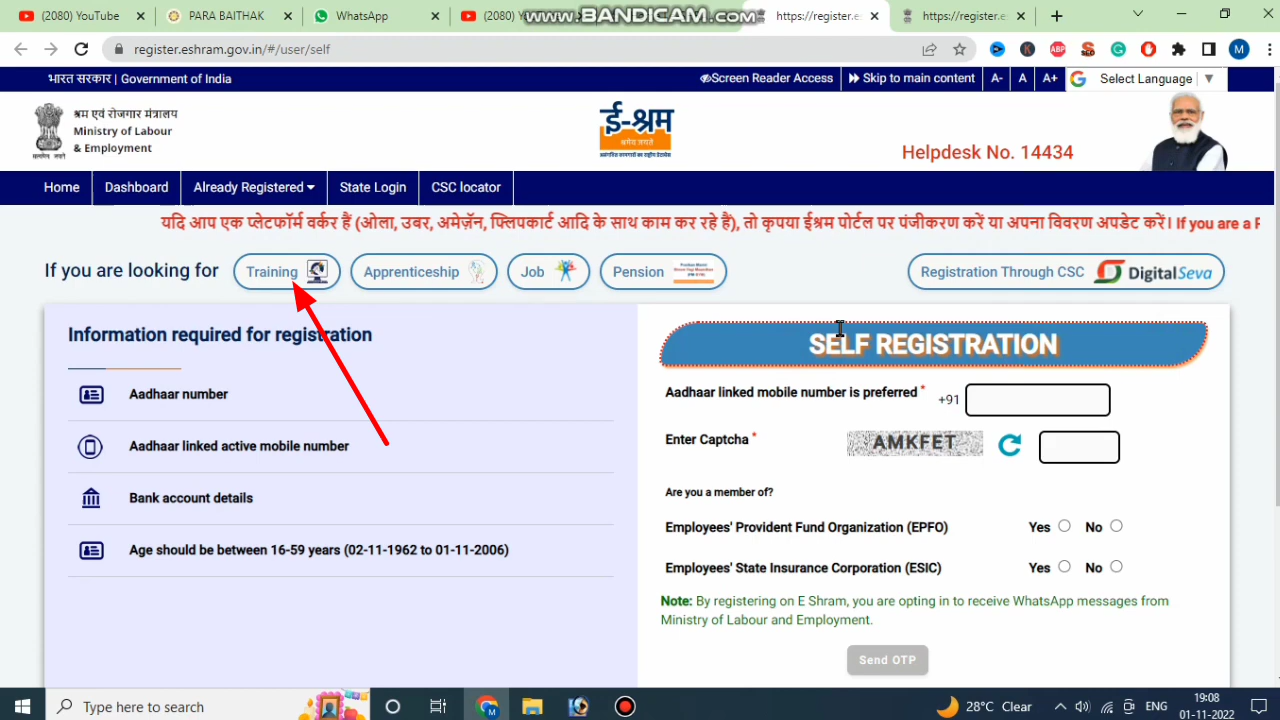 (2080) YouTube
PARA BAITHAK
WhatsApp
(2080) Yo
www.BANDICAM.com
https://register.es
https://register.e
register.eshram.gov.in/#/user/self
भारत सरकार | Government of India
Screen Reader Access
Skip to main content
A-
A
A+
Select Language
श्रम एवं रोजगार मंत्रालय
Ministry of Labour
& Employment
सत्यमेव जयते
ई-श्रम
श्रमेव जयते
Helpdesk No. 14434
Home
Dashboard
Already Registered
State Login
CSC locator
यदि आप एक प्लेटफॉर्म वर्कर हैं (ओला, उबर, अमेज़ॅन, फ्लिपकार्ट आदि के साथ काम कर रहे हैं), तो कृपया ईश्रम पोर्टल पर पंजीकरण करें या अपना विवरण अपडेट करें। If you are a P
If you are looking for
Training
Apprenticeship
Job
Pension
Registration Through CSC
DigitalSeva
Information required for registration
Aadhaar number
Aadhaar linked active mobile number
Bank account details
Age should be between 16-59 years (02-11-1962 to 01-11-2006)
SELF REGISTRATION
Aadhaar linked mobile number is preferred *
+91
Enter Captcha *
AMKFET
Are you a member of?
Employees' Provident Fund Organization (EPFO)
Yes
No
Employees' State Insurance Corporation (ESIC)
Yes
No
Note: By registering on E Shram, you are opting in to receive WhatsApp messages from
Ministry of Labour and Employment.
Send OTP
Type here to search
28°C Clear
ENG
19:08
01-11-2022